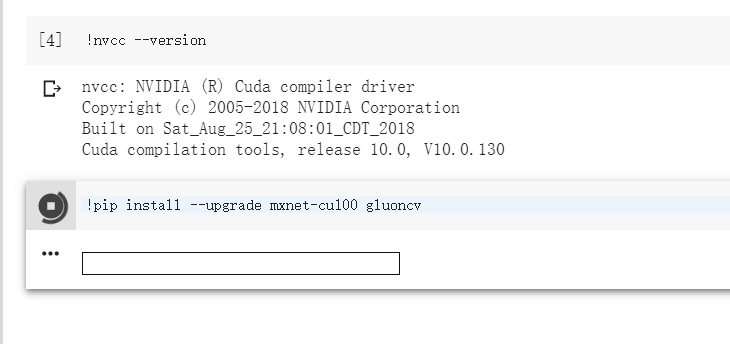 [4] !nvcc --version
nvcc: NVIDIA (R) Cuda compiler driver
Copyright (c) 2005-2018 NVIDIA Corporation
Built on Sat_Aug_25_21:08:01_CDT_2018
Cuda compilation tools, release 10.0, V10.0.130
!pip install --upgrade mxnet-cu100 gluoncv